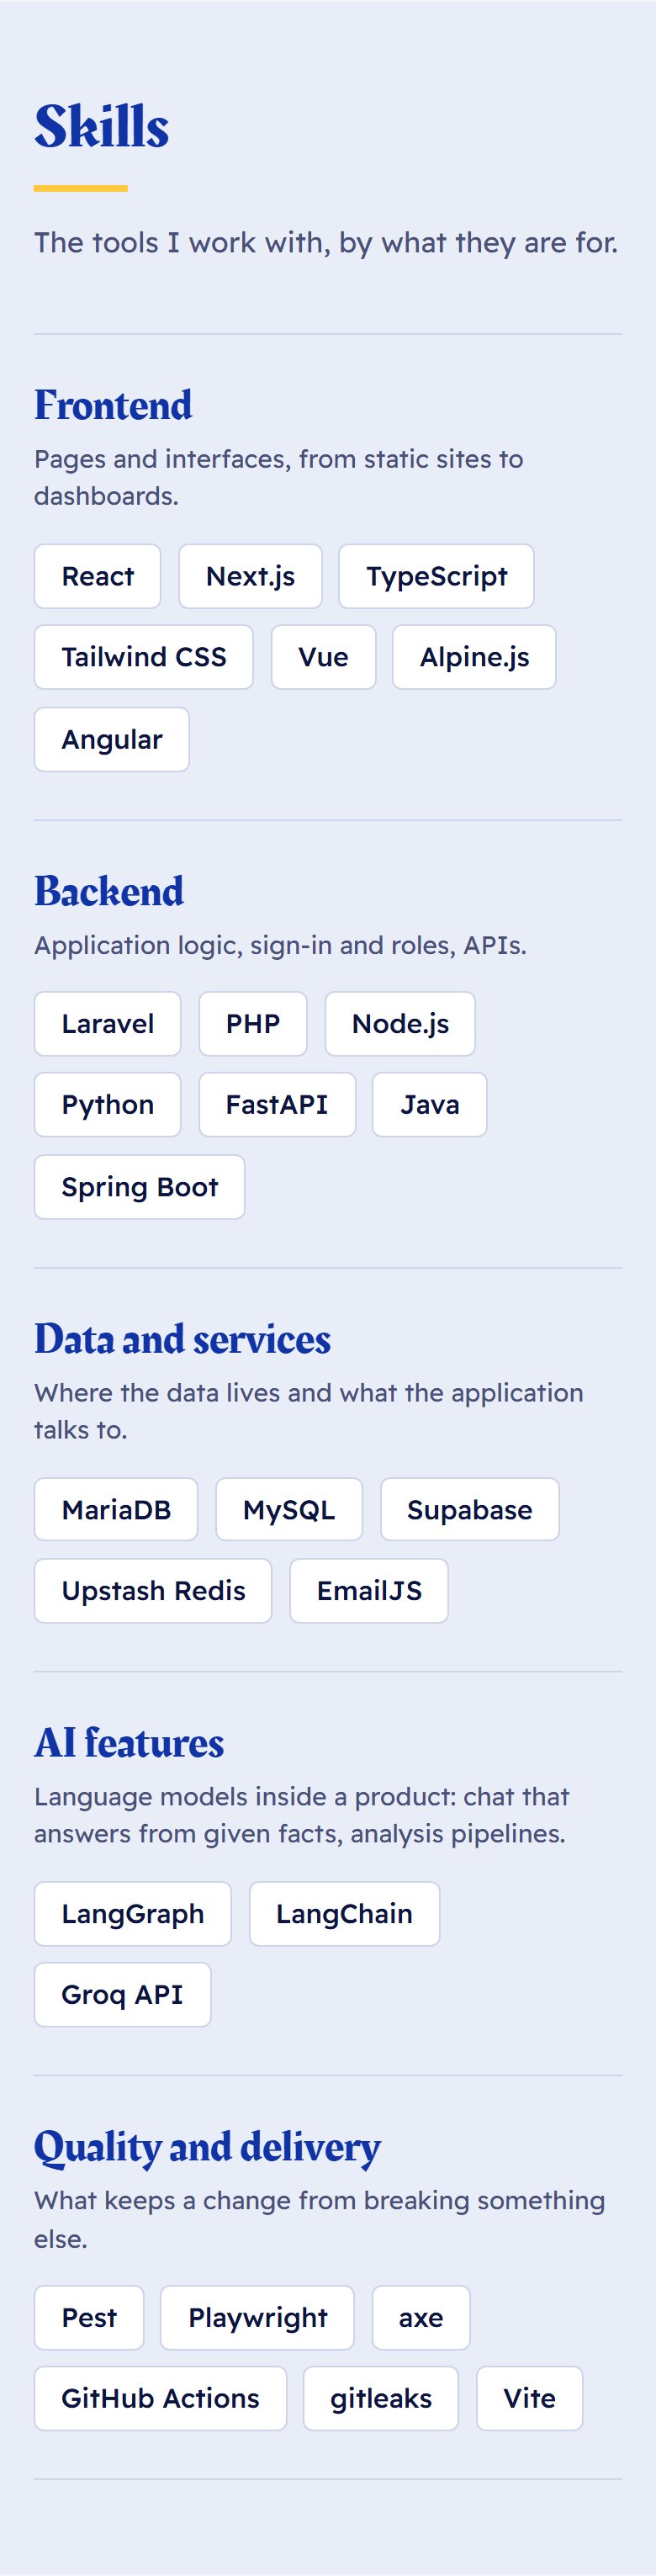 Skills
The tools I work with, by what they are for.
Frontend
Pages and interfaces, from static sites to
dashboards.
React Next.js TypeScript
Tailwind CSS Vue Alpine.js
Angular
Backend
Application logic, sign-in and roles, APIs.
Laravel PHP Node.js
Python FastAPI Java
Spring Boot
Data and services
Where the data lives and what the application
talks to.
MariaDB MySQL Supabase
Upstash Redis EmailJS
AI features
Language models inside a product: chat that
answers from given facts, analysis pipelines.
LangGraph LangChain
Groq API
Quality and delivery
What keeps a change from breaking something
else.
Pest Playwright axe
GitHub Actions gitleaks Vite